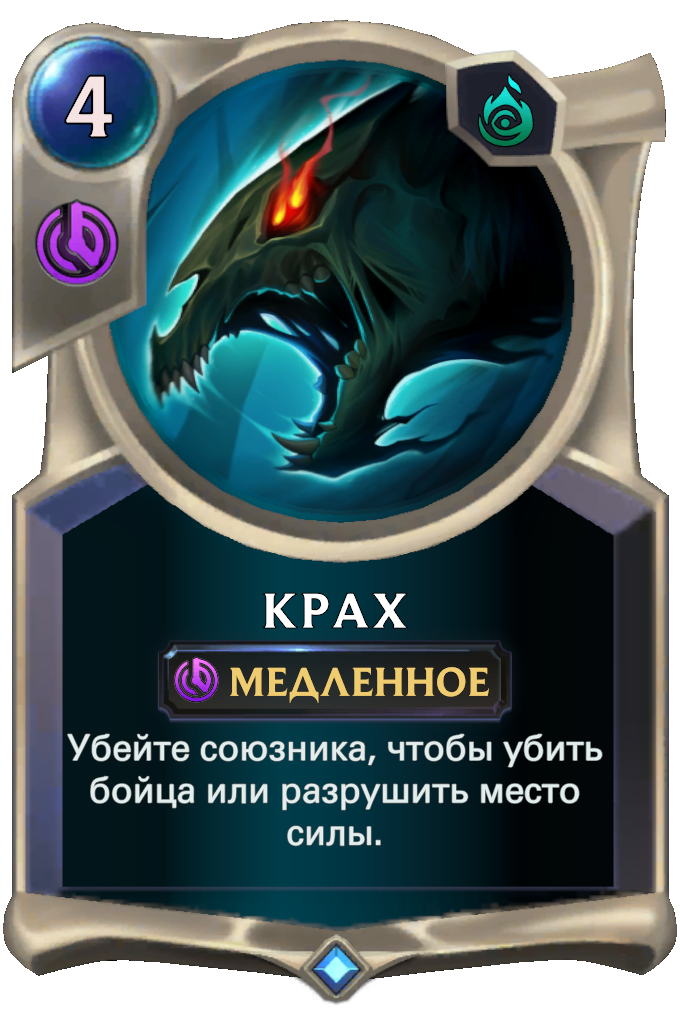 4
КРАХ
МЕДЛЕННОЕ
Убейте союзника, чтобы убить
бойца или разрушить место
силы.